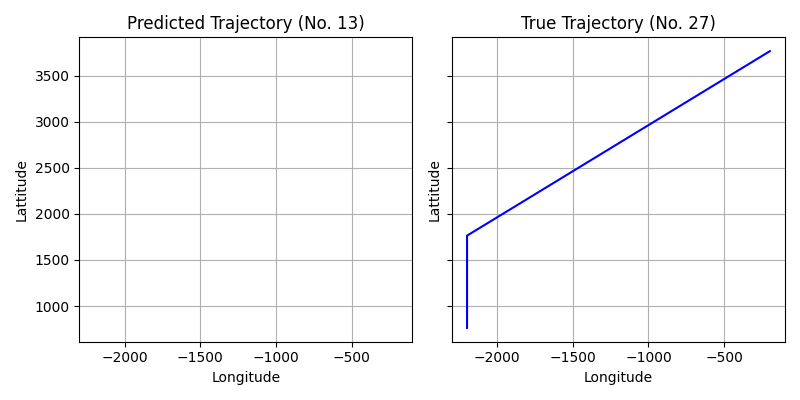 Predicted Trajectory (No. 13)
True Trajectory (No. 27)
3500
3000
2500
2000
1500
1000
Lattitude
Lattitude
−2000 −1500 −1000 −500
−2000 −1500 −1000 −500
Longitude
Longitude